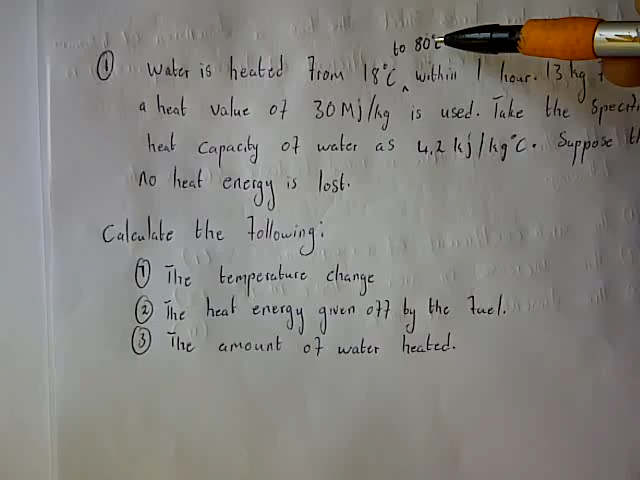 to 80°C
① Water is heated from 18°C ^ within 1 hour. 13 kg
a heat value of 30 Mj/kg is used. Take the
heat capacity of water as 4,2 kj/kg°C. Suppose
no heat energy is lost.
Calculate the following:
① The temperature change
② The heat energy given off by the fuel.
③ The amount of water heated.